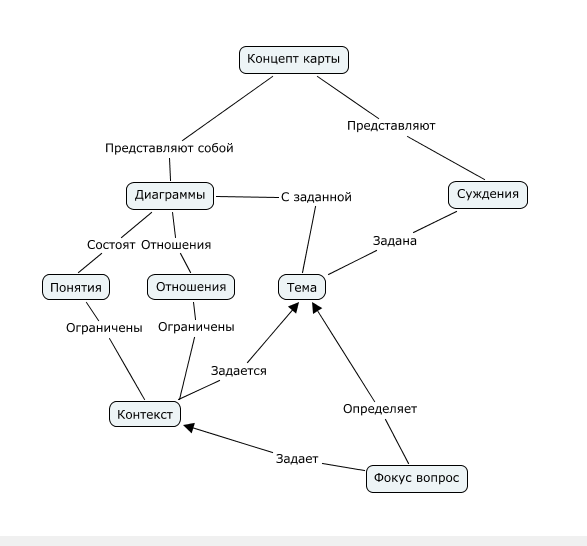 Концепт карты
Представляют
Представляют собой
Диаграммы
С заданной
Суждения
Задана
Состоят
Отношения
Понятия
Отношения
Тема
Ограничены
Ограничены
Задается
Контекст
Определяет
Задает
Фокус вопрос